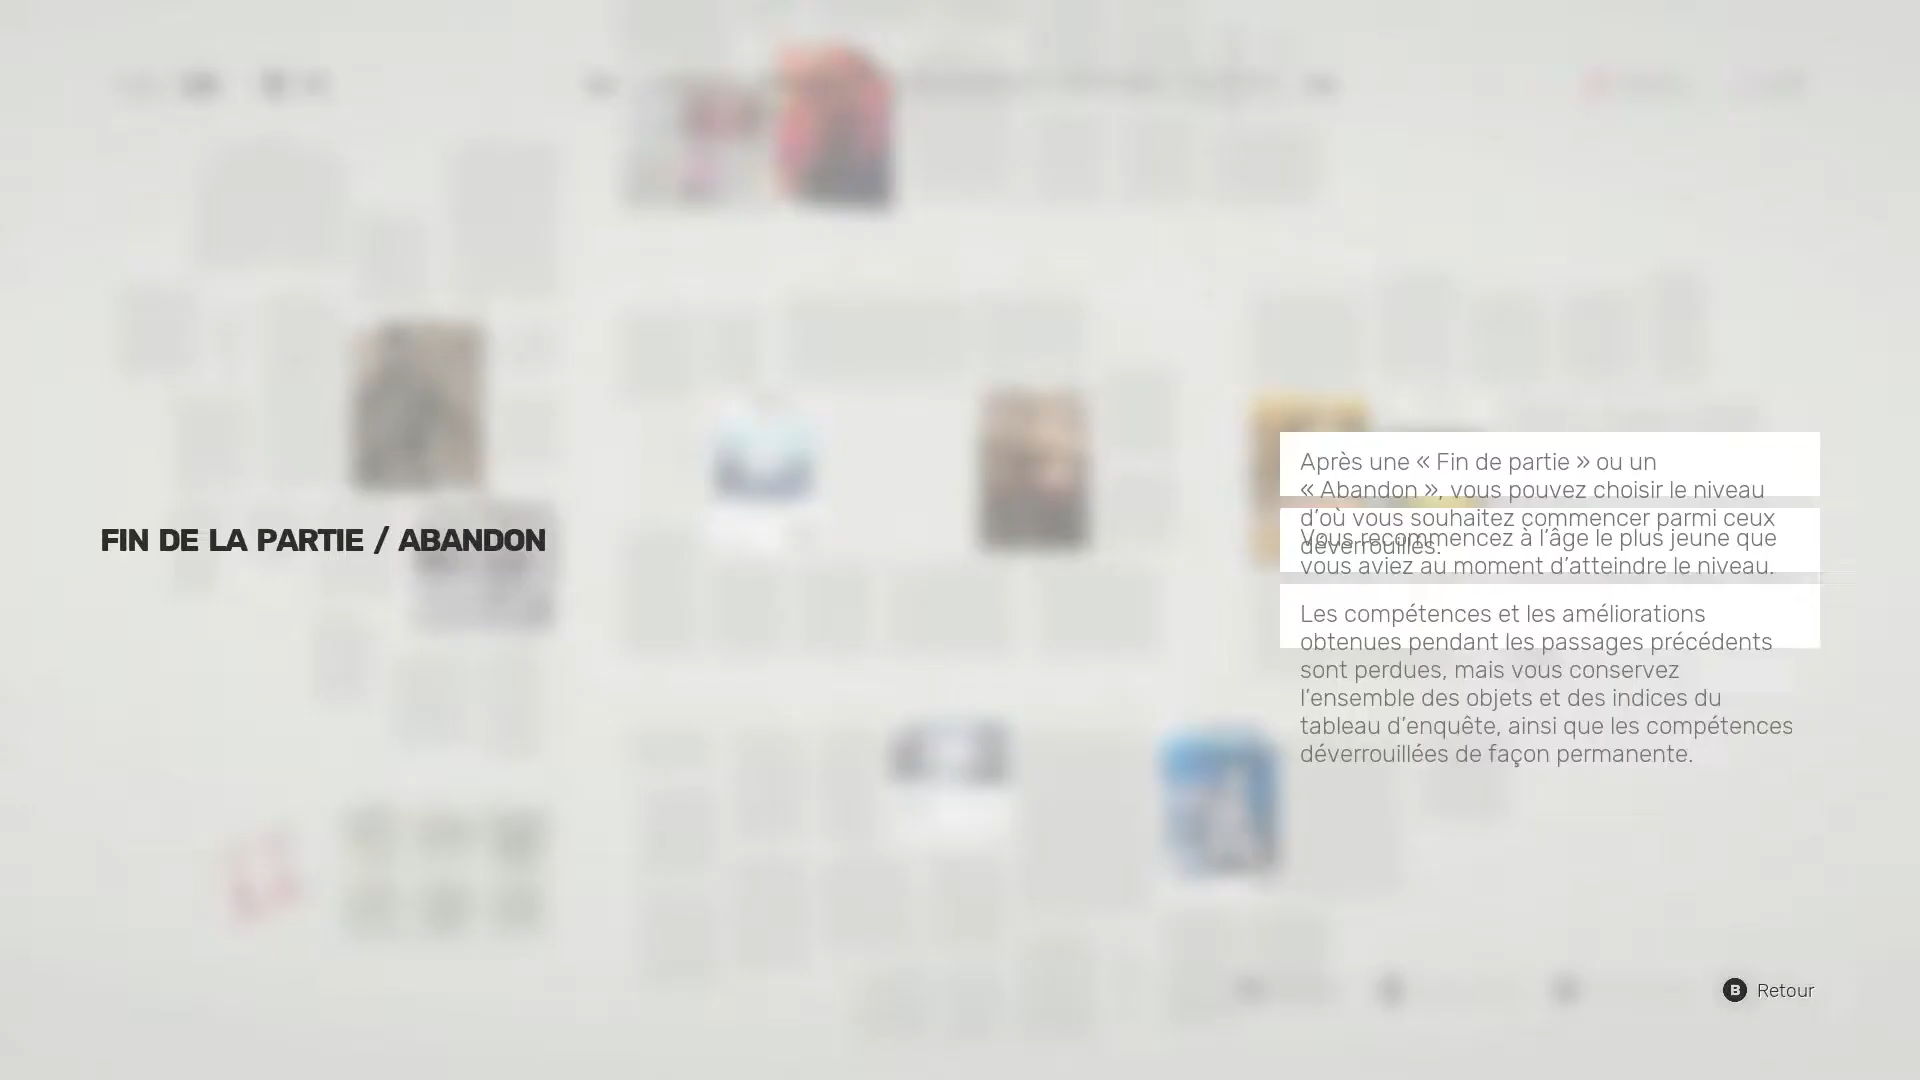 FIN DE LA PARTIE / ABANDON
Après une « Fin de partie » ou un
« Abandon », vous pouvez choisir le niveau
d’où vous souhaitez commencer parmi ceux
déverrouillés.
Vous recommencez à l’âge le plus jeune que
vous aviez au moment d’atteindre le niveau.
Les compétences et les améliorations
obtenues pendant les passages précédents
sont perdues, mais vous conservez
l’ensemble des objets et des indices du
tableau d’enquête, ainsi que les compétences
déverrouillées de façon permanente.
B Retour